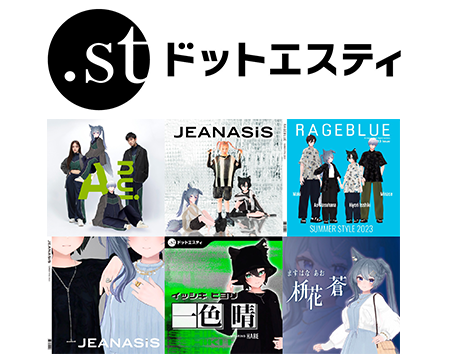 .st ドットエスティ
Anui
JEANASiS
RAGEBLUE
SUMMER STYLE 2023
JEANASiS
.st ドットエスティ
イッシキ ヒヨリ
一色 晴
HARE
ますはな あお
枡花 蒼